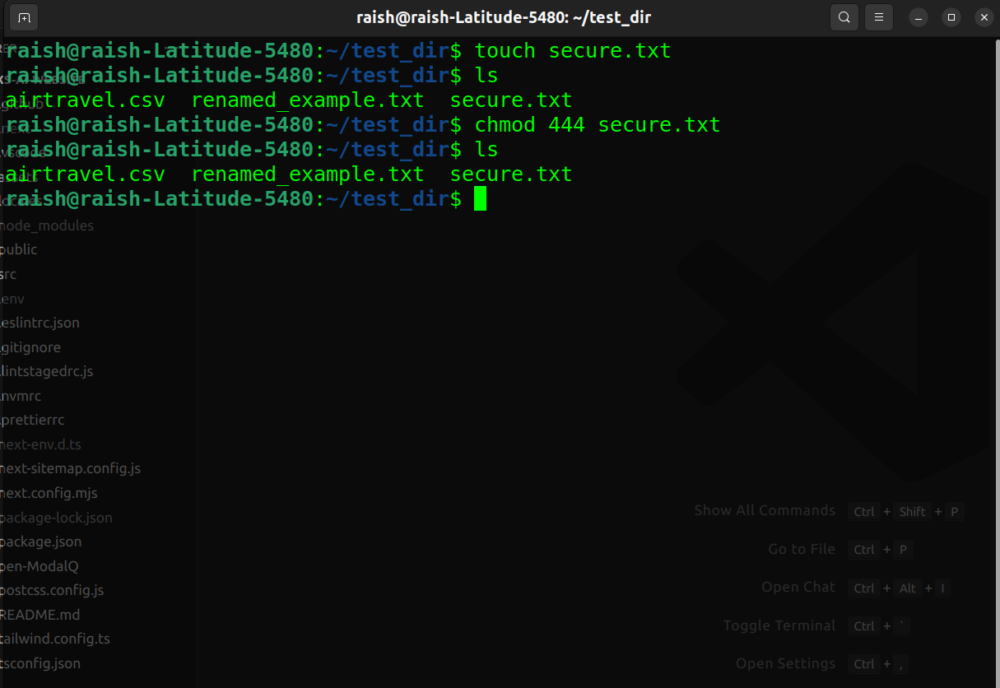 raish@raish-Latitude-5480: ~/test_dir
raish@raish-Latitude-5480:~/test_dir$ touch secure.txt
raish@raish-Latitude-5480:~/test_dir$ ls
airtravel.csv renamed_example.txt secure.txt
raish@raish-Latitude-5480:~/test_dir$ chmod 444 secure.txt
raish@raish-Latitude-5480:~/test_dir$ ls
airtravel.csv renamed_example.txt secure.txt
raish@raish-Latitude-5480:~/test_dir$
node_modules
public
src
.env
.eslintrc.json
.gitignore
.lintstagedrc.js
.nvmrc
.prettierrc
next-env.d.ts
next-sitemap.config.js
next.config.mjs
package-lock.json
package.json
pen-ModalQ
postcss.config.js
README.md
tailwind.config.ts
tsconfig.json
Show All Commands Ctrl + Shift + P
Go to File Ctrl + P
Open Chat Ctrl + Alt + I
Toggle Terminal Ctrl + `
Open Settings Ctrl + ,